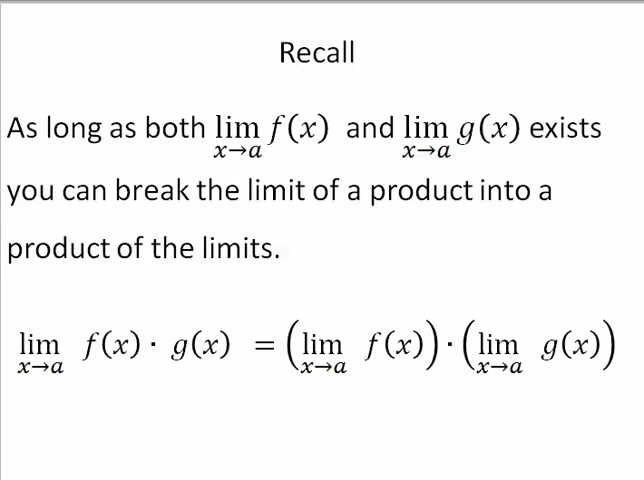 Recall
As long as both lim x→a f(x) and lim x→a g(x) exists
you can break the limit of a product into a
product of the limits.
lim x→a f(x) · g(x) = (lim x→a f(x)) · (lim x→a g(x))